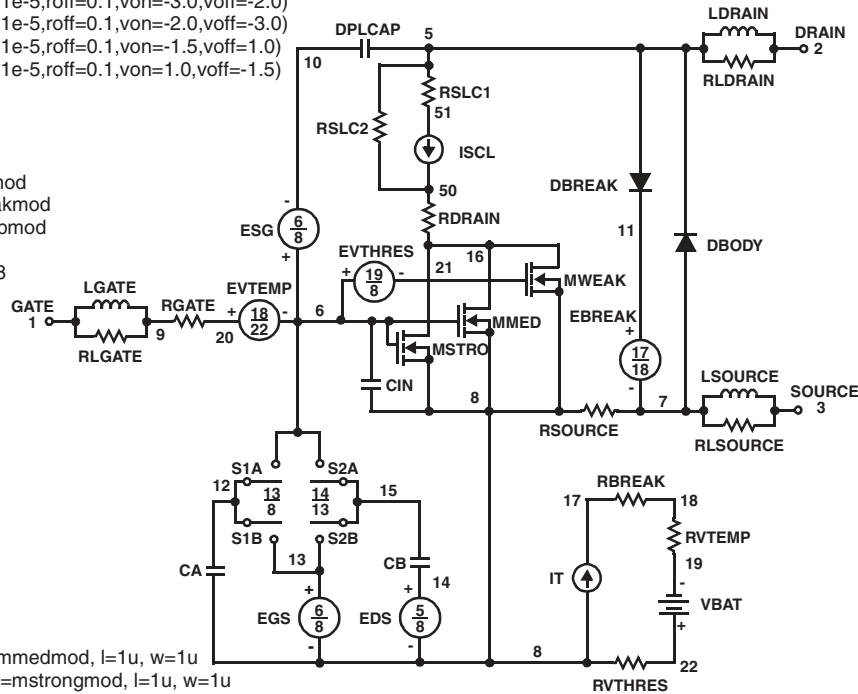 1e-5,roff=0.1,von=-3.0,voff=-2.0)
1e-5,roff=0.1,von=-2.0,voff=-3.0)
1e-5,roff=0.1,von=-1.5,voff=1.0)
1e-5,roff=0.1,von=1.0,voff=-1.5)
LDRAIN
DPLCAP
5
DRAIN
2
10
RLDRAIN
RSLC1
51
RSLC2
ISCL
50
RDRAIN
DBREAK
11
DBODY
-
ESG
6
8
+
EVTHRES
+
19
8
-
21
16
MWEAK
LGATE
EVTEMP
GATE
1
RGATE
+
18
22
-
6
9
20
RLGATE
MMED
MSTRO
EBREAK
+
17
18
-
CIN
8
7
LSOURCE
SOURCE
3
RSOURCE
RLSOURCE
S1A
S2A
12
13
8
14
13
15
S1B
S2B
13
CA
CB
14
+
EGS
6
8
-
+
EDS
5
8
-
RBREAK
17
18
RVTEMP
19
IT
-
VBAT
+
8
22
RVTHRES
mmedmod, l=1u, w=1u
=mstrongmod, l=1u, w=1u